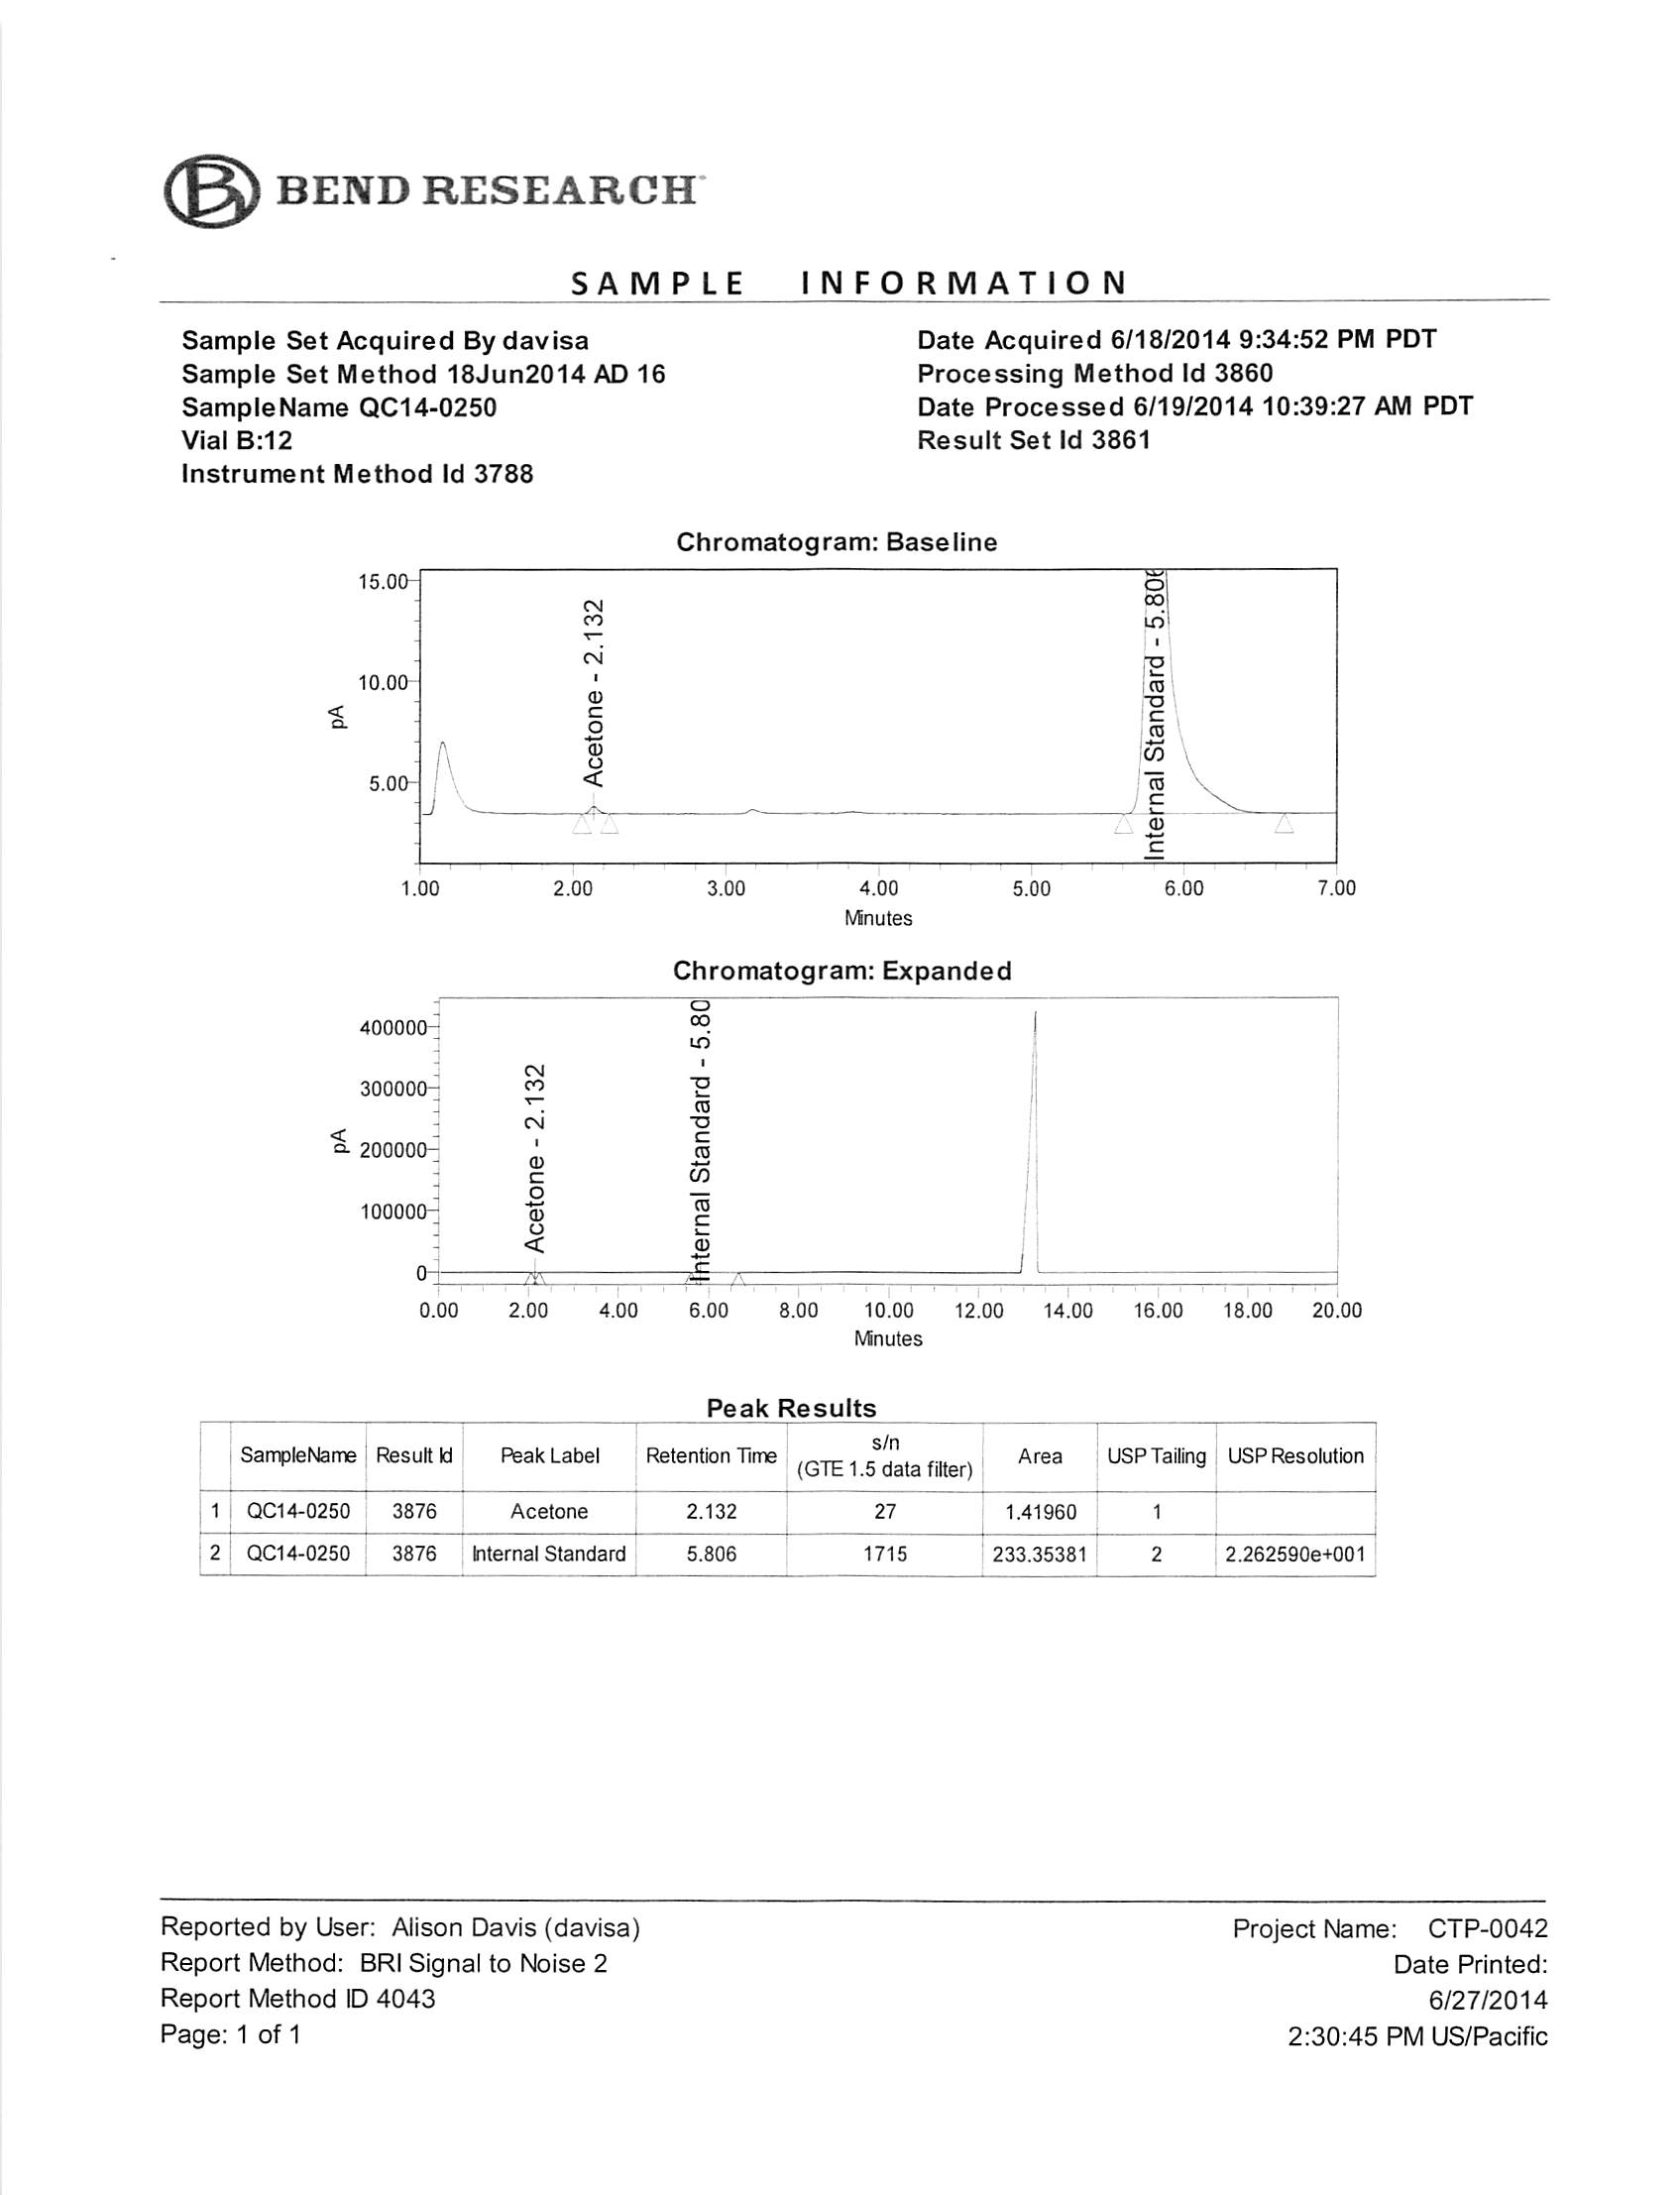 BEND RESEARCH
SAMPLE INFORMATION
Sample Set Acquired By davisa
Sample Set Method 18Jun2014 AD 16
SampleName QC14-0250
Vial B:12
Instrument Method Id 3788
Date Acquired 6/18/2014 9:34:52 PM PDT
Processing Method Id 3860
Date Processed 6/19/2014 10:39:27 AM PDT
Result Set Id 3861
Chromatogram: Baseline
15.00
10.00
5.00
pA
Acetone - 2.132
Internal Standard - 5.806
1.00 2.00 3.00 4.00 5.00 6.00 7.00
Minutes
Chromatogram: Expanded
400000
300000
200000
100000
0
pA
Acetone - 2.132
Internal Standard - 5.80
0.00 2.00 4.00 6.00 8.00 10.00 12.00 14.00 16.00 18.00 20.00
Minutes
Peak Results
SampleName Result Id Peak Label Retention Time s/n (GTE 1.5 data filter) Area USP Tailing USP Resolution
1 QC14-0250 3876 Acetone 2.132 27 1.41960 1
2 QC14-0250 3876 Internal Standard 5.806 1715 233.35381 2 2.262590e+001
Reported by User: Alison Davis (davisa)
Report Method: BRI Signal to Noise 2
Report Method ID 4043
Page: 1 of 1
Project Name: CTP-0042
Date Printed:
6/27/2014
2:30:45 PM US/Pacific